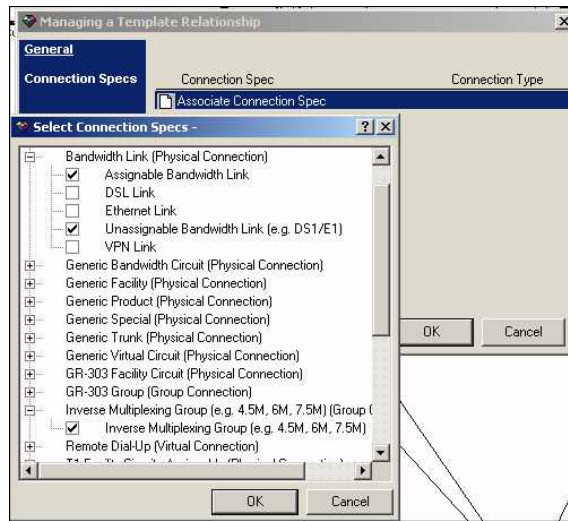 Managing a Template Relationship
General
Connection Specs
Connection Spec Connection Type
Associate Connection Spec
Select Connection Specs -
Bandwidth Link (Physical Connection)
Assignable Bandwidth Link
DSL Link
Ethernet Link
Unassignable Bandwidth Link (e.g. DS1/E1)
VPN Link
Generic Bandwidth Circuit (Physical Connection)
Generic Facility (Physical Connection)
Generic Product (Physical Connection)
Generic Special (Physical Connection)
Generic Trunk (Physical Connection)
Generic Virtual Circuit (Physical Connection)
GR-303 Facility Circuit (Physical Connection)
GR-303 Group (Group Connection)
Inverse Multiplexing Group (e.g. 4.5M, 6M, 7.5M) (Group
Inverse Multiplexing Group (e.g. 4.5M, 6M, 7.5M)
Remote Dial-Up (Virtual Connection)
OK Cancel
OK Cancel